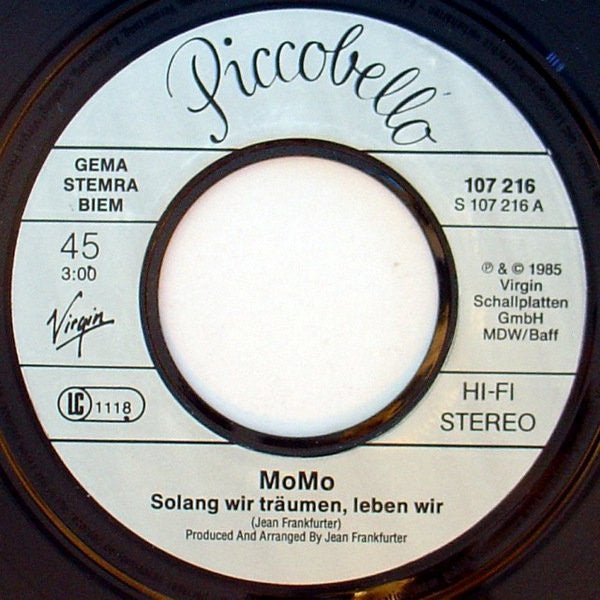 Piccobello
GEMA
STEMRA
BIEM
107 216
S 107 216 A
45
3:00
Virgin
℗ & © 1985
Virgin
Schallplatten
GmbH
MDW/Baff
LC 1118
HI-FI
STEREO
MoMo
Solang wir träumen, leben wir
(Jean Frankfurter)
Produced And Arranged By Jean Frankfurter